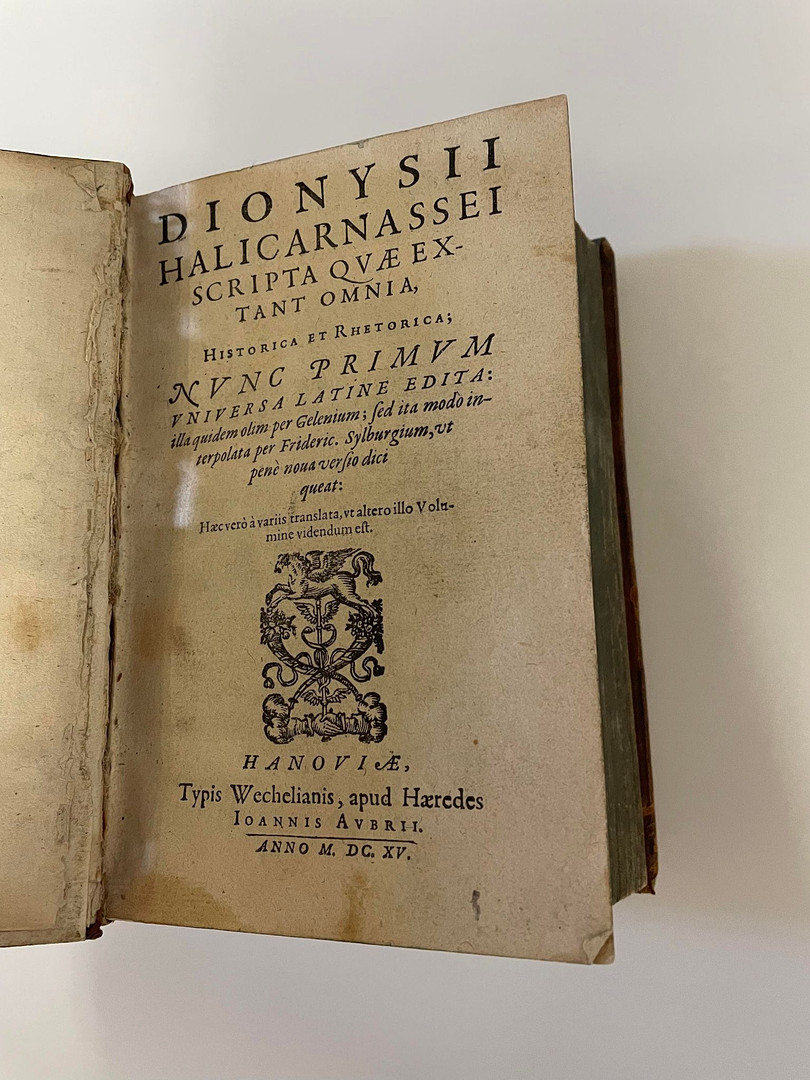 DIONYSII
HALICARNASSEI
SCRIPTA QVÆ EX-
TANT OMNIA,
HISTORICA ET RHETORICA;
NVNC PRIMVM
VNIVERSA LATINE EDITA:
illa quidem olim per Gelenium; ſed ita modò in-
terpolata per Frideric. Sylburgium, vt
penè noua verſio dici
queat:
Hæc verò à variis translata, vt altero illo Volu-
mine videndum eſt.
HANOVIÆ,
Typis Wechelianis, apud Hæredes
IOANNIS AVBRII.
ANNO M. DC. XV.